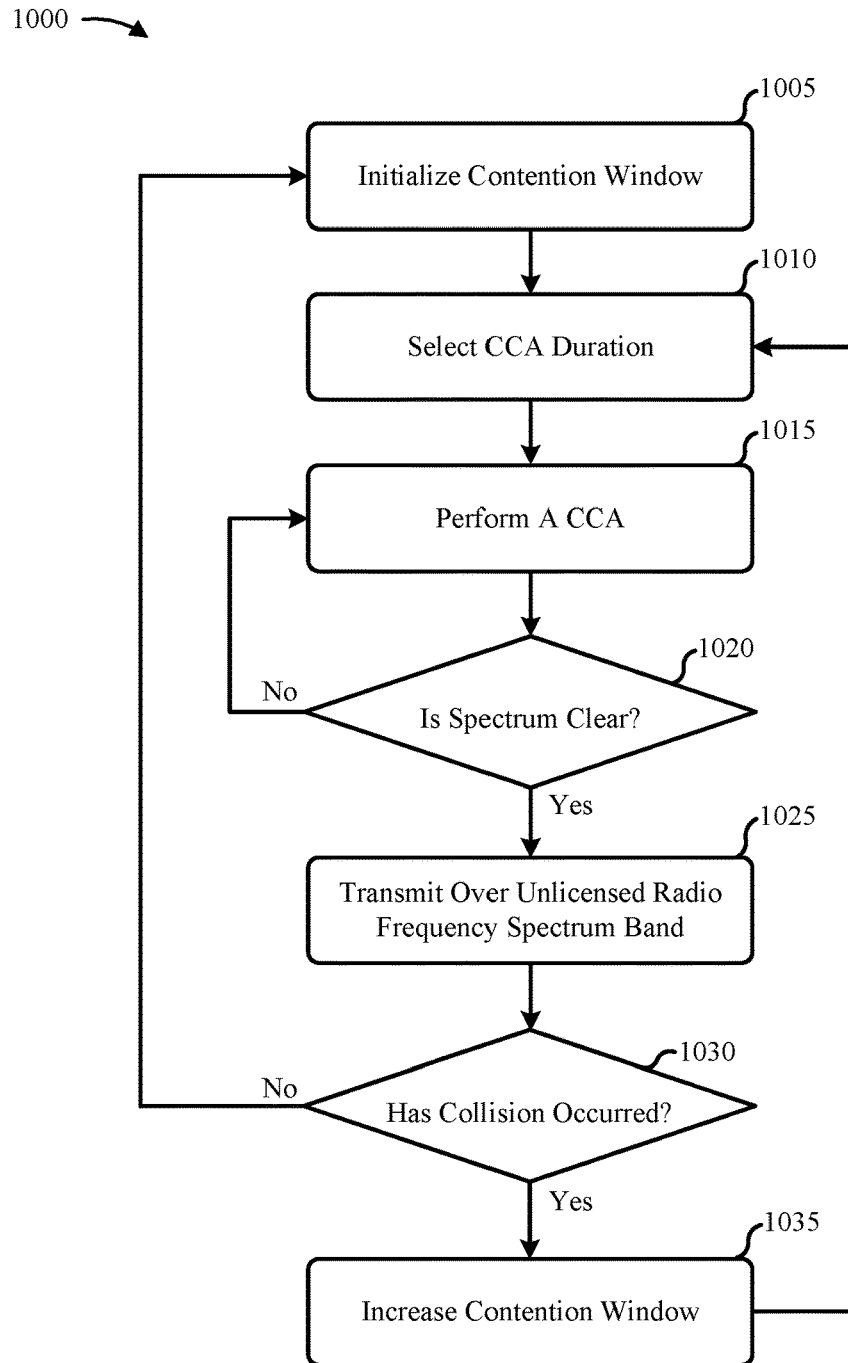 1000
1005
Initialize Contention Window
1010
Select CCA Duration
1015
Perform A CCA
1020
No
Is Spectrum Clear?
Yes
1025
Transmit Over Unlicensed Radio
Frequency Spectrum Band
1030
No
Has Collision Occurred?
Yes
1035
Increase Contention Window